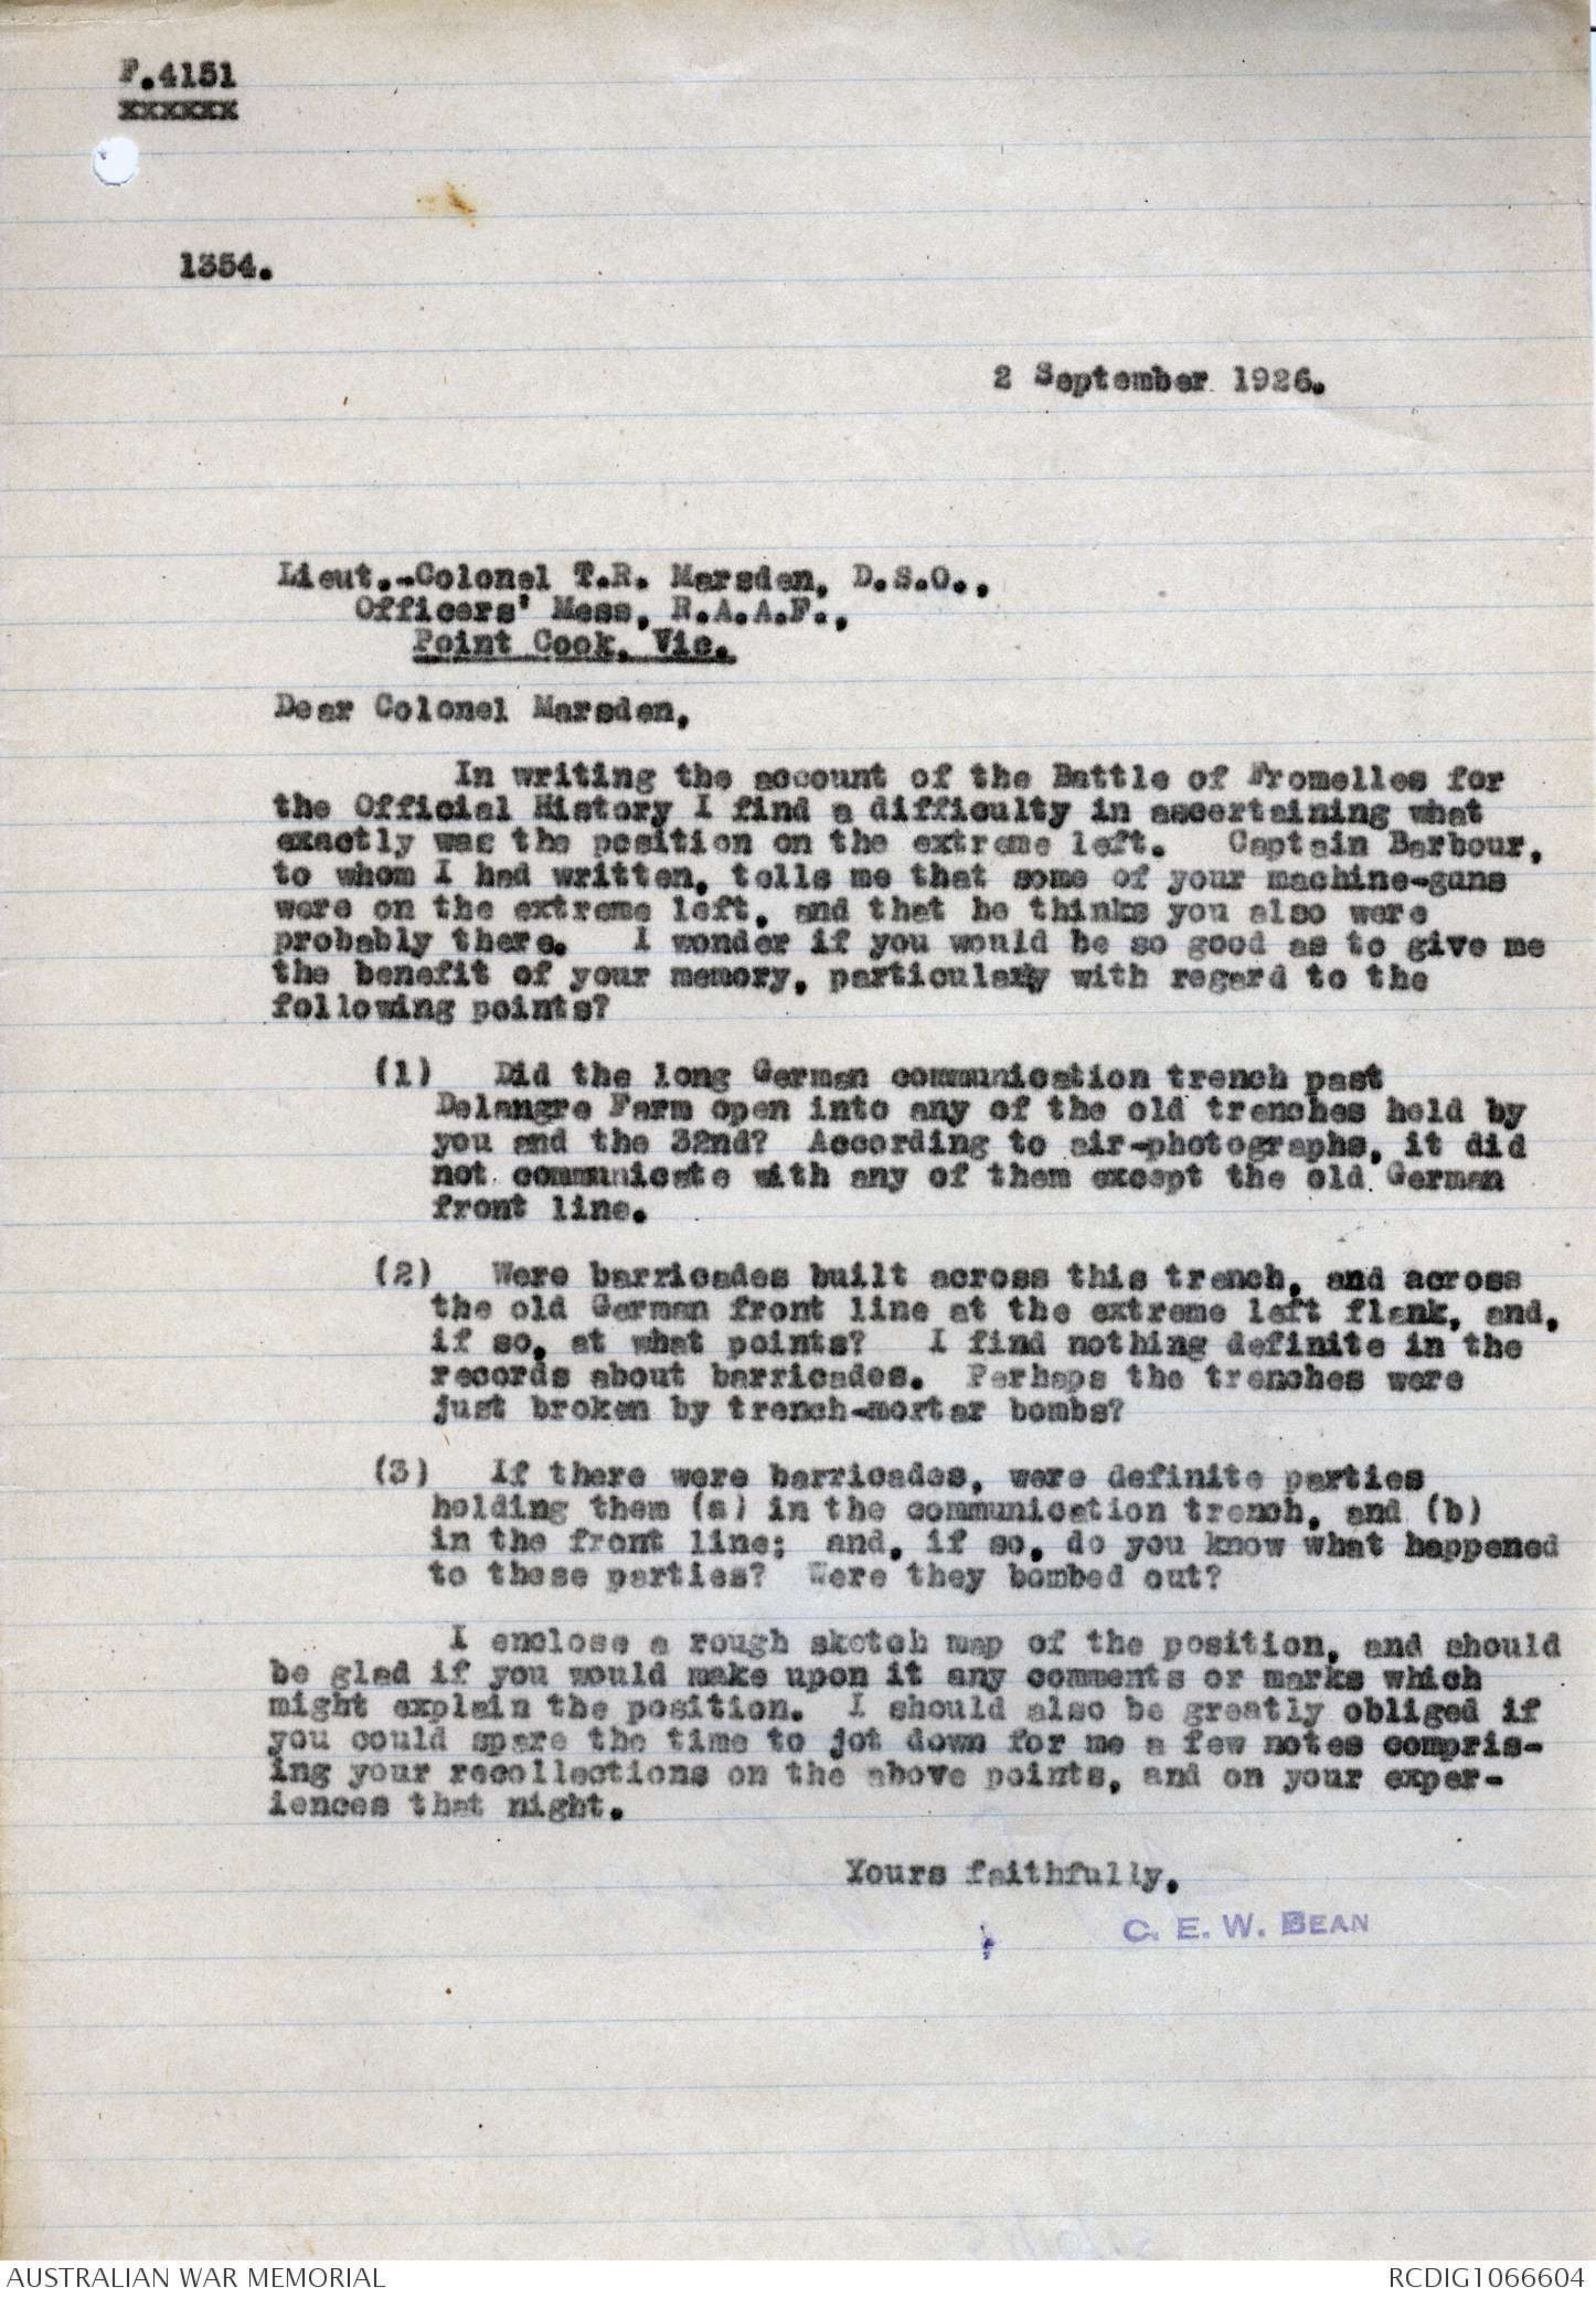 F.4151
xxxxxx
1354.
2 September 1926.
Lieut.-Colonel T.R. Marsden, D.S.O.,
Officers' Mess, R.A.A.F.,
Point Cook, Vic.
Dear Colonel Marsden,
In writing the account of the Battle of Fromelles for
the Official History I find a difficulty in ascertaining what
exactly was the position on the extreme left. Captain Barbour,
to whom I had written, tells me that some of your machine-guns
were on the extreme left, and that he thinks you also were
probably there. I wonder if you would be so good as to give me
the benefit of your memory, particularly with regard to the
following points?
(1) Did the long German communication trench past
Delangre Farm open into any of the old trenches held by
you and the 32nd? According to air-photographs, it did
not communicate with any of them except the old German
front line.
(2) Were barricades built across this trench, and across
the old German front line at the extreme left flank, and,
if so, at what points? I find nothing definite in the
records about barricades. Perhaps the trenches were
just broken by trench-mortar bombs?
(3) If there were barricades, were definite parties
holding them (a) in the communication trench, and (b)
in the front line; and, if so, do you know what happened
to these parties? Were they bombed out?
I enclose a rough sketch map of the position, and should
be glad if you would make upon it any comments or marks which
might explain the position. I should also be greatly obliged if
you could spare the time to jot down for me a few notes compris-
ing your recollections on the above points, and on your exper-
iences that night.
Yours faithfully,
C. E. W. BEAN
AUSTRALIAN WAR MEMORIAL
RCDIG1066604